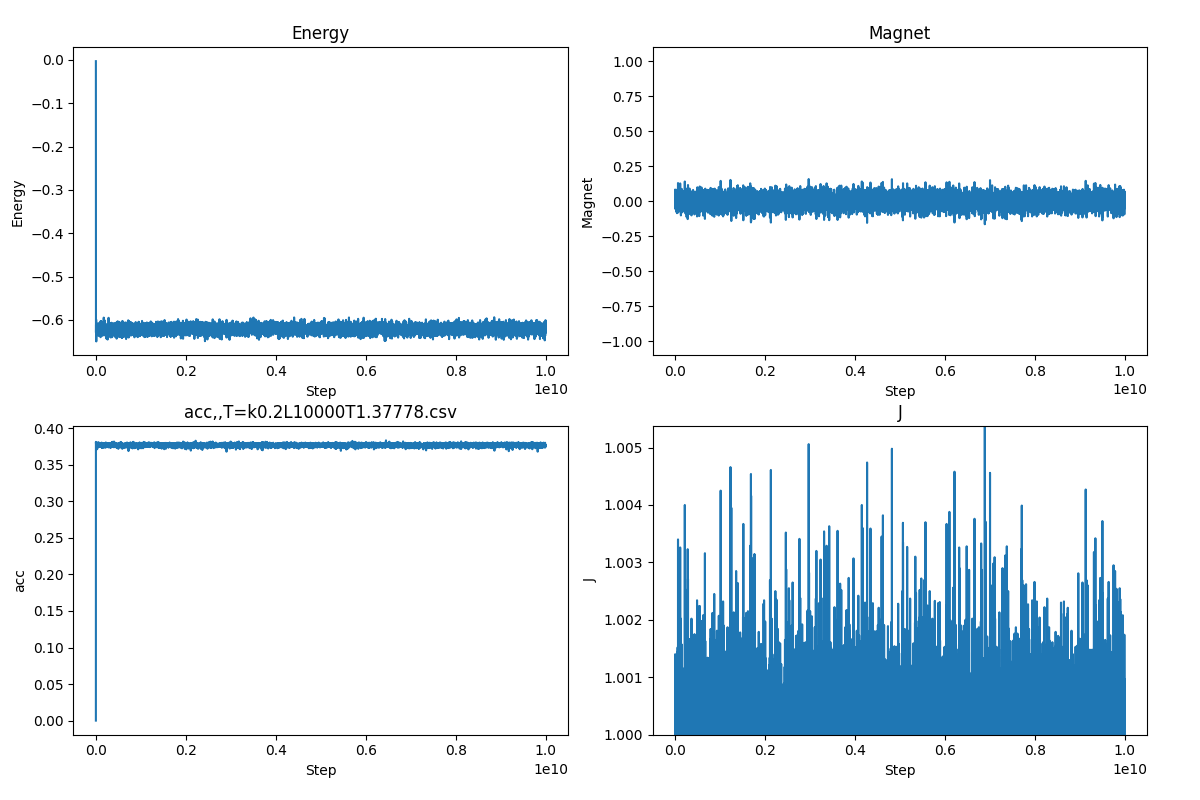 Energy
Magnet
0.0
−0.1
−0.2
−0.3
−0.4
−0.5
−0.6
Energy
0.0 0.2 0.4 0.6 0.8 1.0
1e10
Step
1.00
0.75
0.50
0.25
0.00
−0.25
−0.50
−0.75
−1.00
Magnet
0.0 0.2 0.4 0.6 0.8 1.0
1e10
Step
acc,,T=k0.2L10000T1.37778.csv
J
0.40
0.35
0.30
0.25
0.20
0.15
0.10
0.05
0.00
acc
0.0 0.2 0.4 0.6 0.8 1.0
1e10
Step
1.005
1.004
1.003
1.002
1.001
1.000
J
0.0 0.2 0.4 0.6 0.8 1.0
1e10
Step